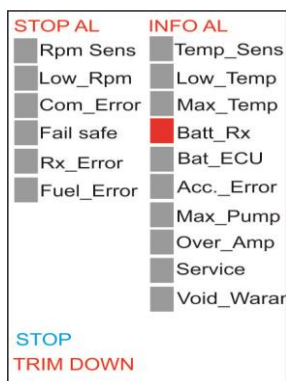 STOP AL
Rpm Sens
Low_Rpm
Com_Error
Fail safe
Rx_Error
Fuel_Error
INFO AL
Temp_Sens
Low_Temp
Max_Temp
Batt_Rx
Bat_ECU
Acc._Error
Max_Pump
Over_Amp
Service
Void_Waran
STOP
TRIM DOWN